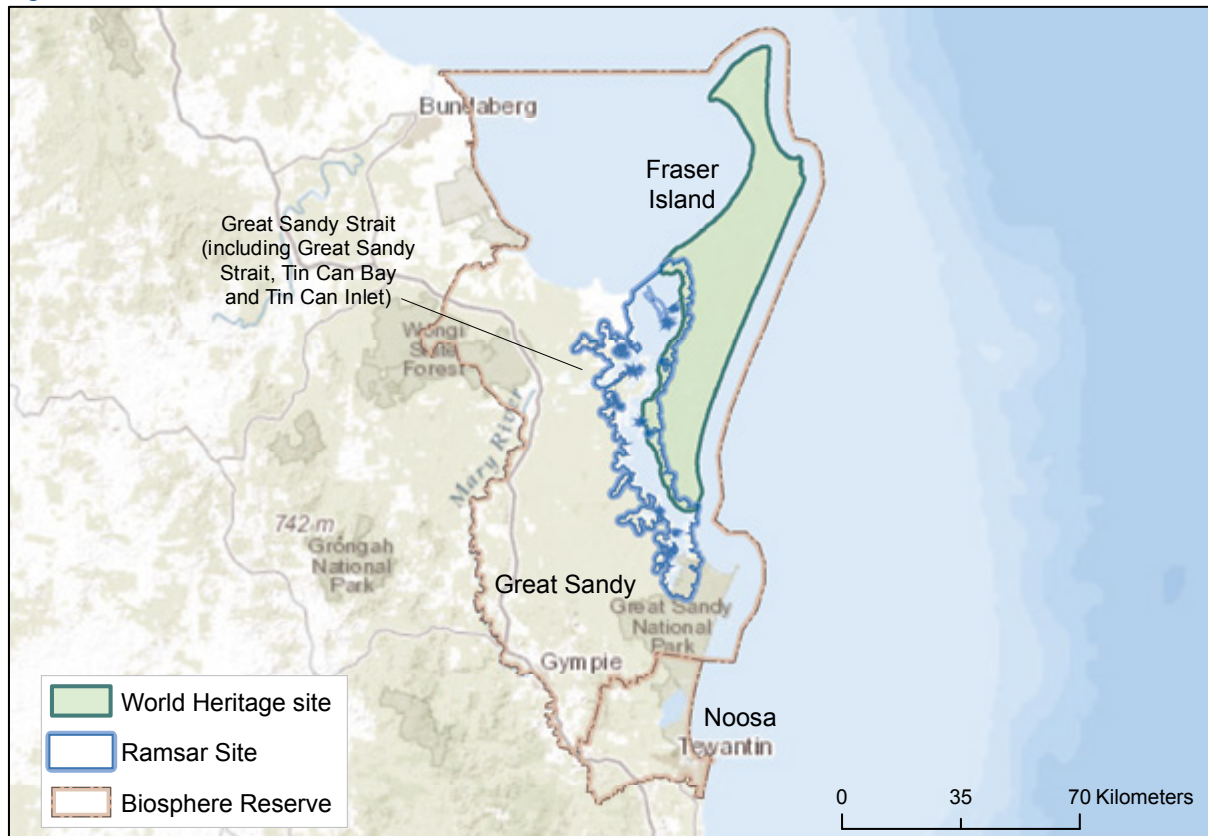 Bundaberg
Fraser
Island
Great Sandy Strait
(including Great Sandy
Strait, Tin Can Bay
and Tin Can Inlet)
Wongi
State
Forest
Mary River
742 m
Grongah
National
Park
Great Sandy
Great Sandy
National
Park
Gympie
Noosa
Tewantin
World Heritage site
Ramsar Site
Biosphere Reserve
0 35 70 Kilometers